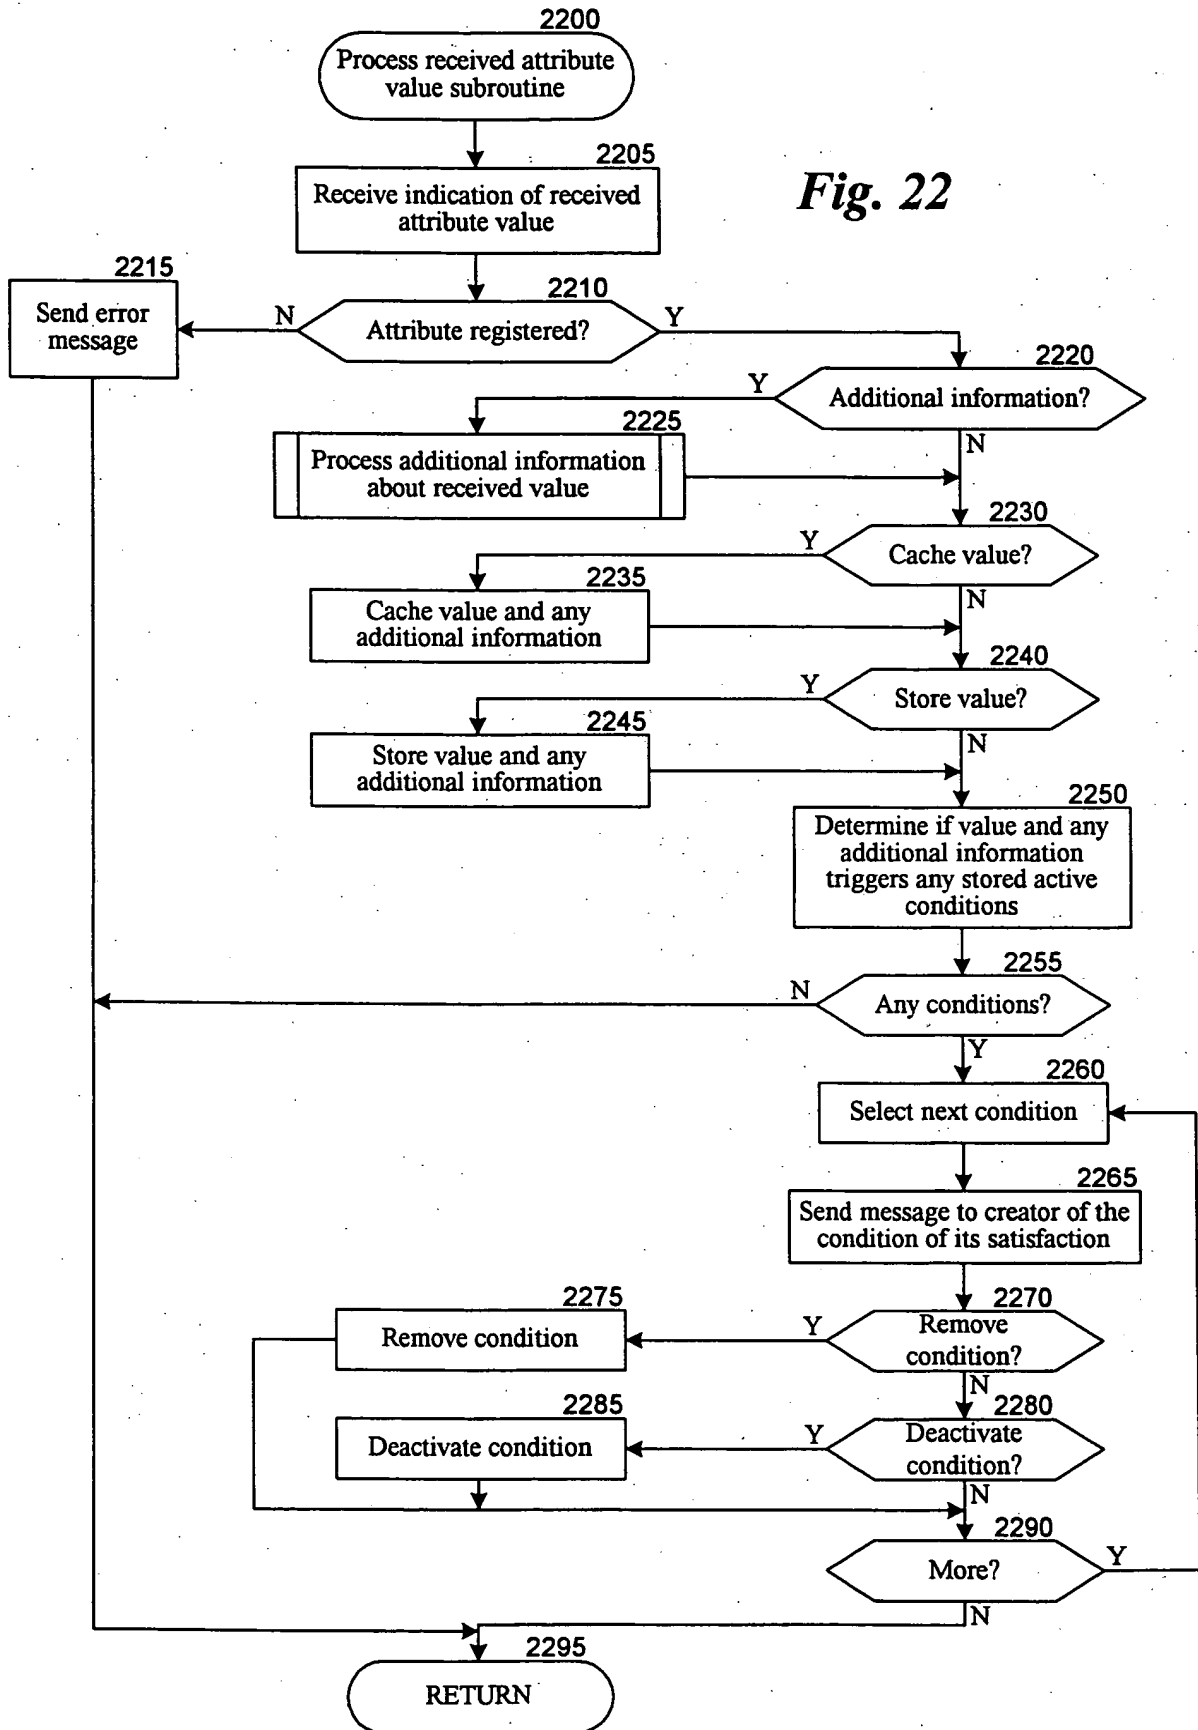 2200
Process received attribute
value subroutine
2205
Receive indication of received
attribute value
Fig. 22
2215
Send error
message
N
2210
Attribute registered?
Y
2220
Additional information?
Y
N
2225
Process additional information
about received value
2230
Cache value?
Y
N
2235
Cache value and any
additional information
2240
Store value?
Y
N
2245
Store value and any
additional information
2250
Determine if value and any
additional information
triggers any stored active
conditions
2255
Any conditions?
N
Y
2260
Select next condition
2265
Send message to creator of the
condition of its satisfaction
2270
Remove
condition?
Y
N
2275
Remove condition
2280
Deactivate
condition?
Y
N
2285
Deactivate condition
2290
More?
Y
N
2295
RETURN